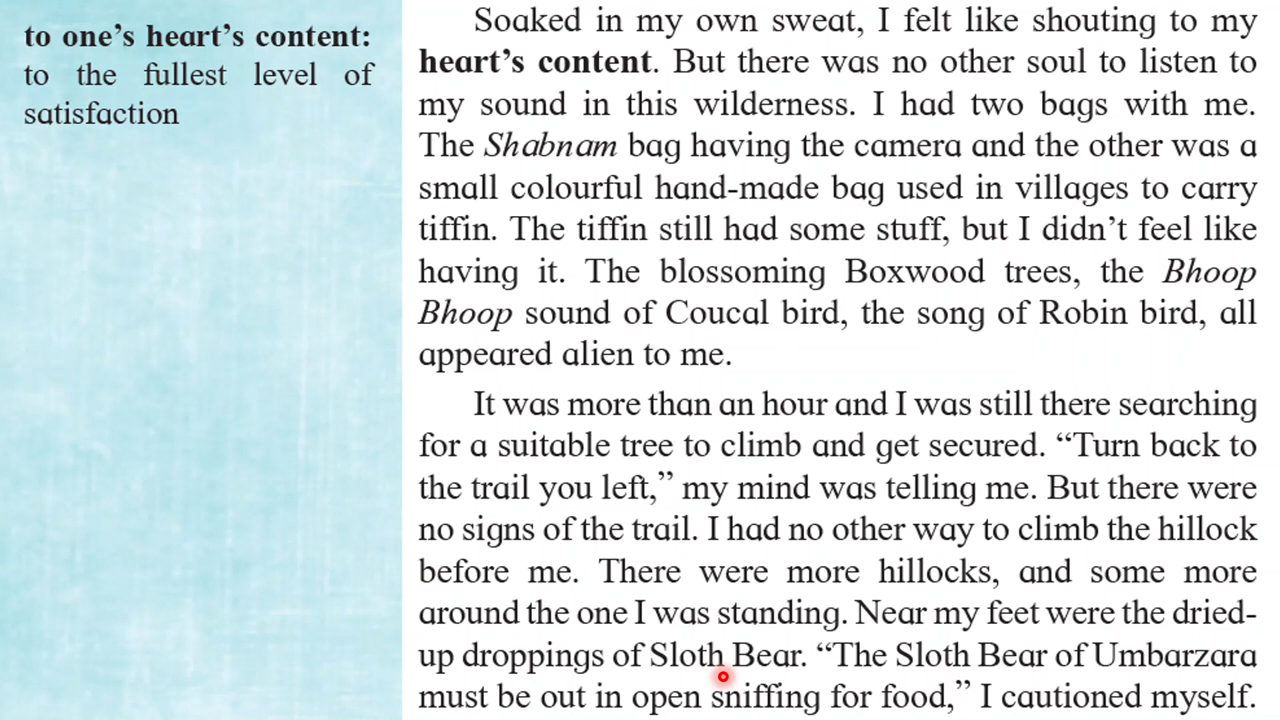 to one’s heart’s content:
to the fullest level of
satisfaction
Soaked in my own sweat, I felt like shouting to my
heart’s content. But there was no other soul to listen to
my sound in this wilderness. I had two bags with me.
The Shabnam bag having the camera and the other was a
small colourful hand-made bag used in villages to carry
tiffin. The tiffin still had some stuff, but I didn’t feel like
having it. The blossoming Boxwood trees, the Bhoop
Bhoop sound of Coucal bird, the song of Robin bird, all
appeared alien to me.
It was more than an hour and I was still there searching
for a suitable tree to climb and get secured. “Turn back to
the trail you left,” my mind was telling me. But there were
no signs of the trail. I had no other way to climb the hillock
before me. There were more hillocks, and some more
around the one I was standing. Near my feet were the dried-
up droppings of Sloth Bear. “The Sloth Bear of Umbarzara
must be out in open sniffing for food,” I cautioned myself.